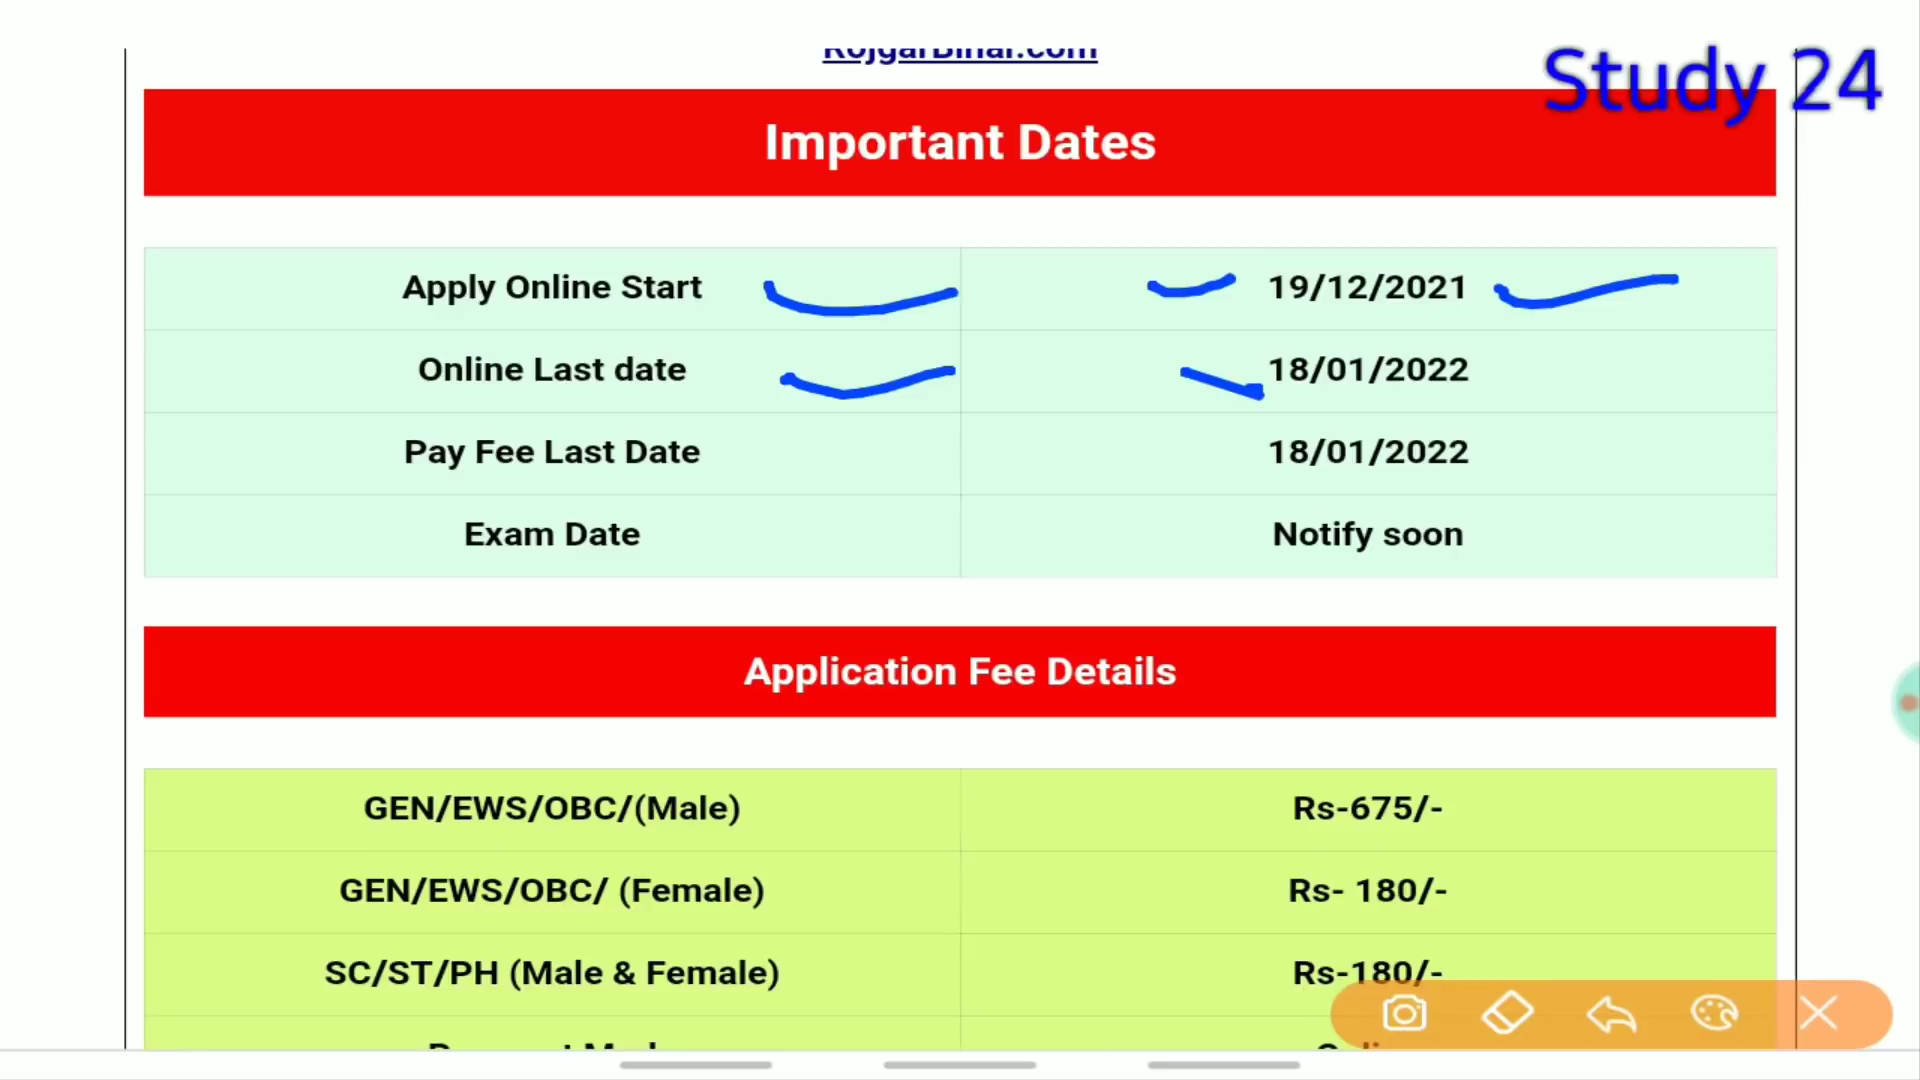 RojgarBihar.com
Study 24
Important Dates
Apply Online Start 19/12/2021
Online Last date 18/01/2022
Pay Fee Last Date 18/01/2022
Exam Date Notify soon
Application Fee Details
GEN/EWS/OBC/(Male) Rs-675/-
GEN/EWS/OBC/ (Female) Rs- 180/-
SC/ST/PH (Male & Female) Rs-180/-